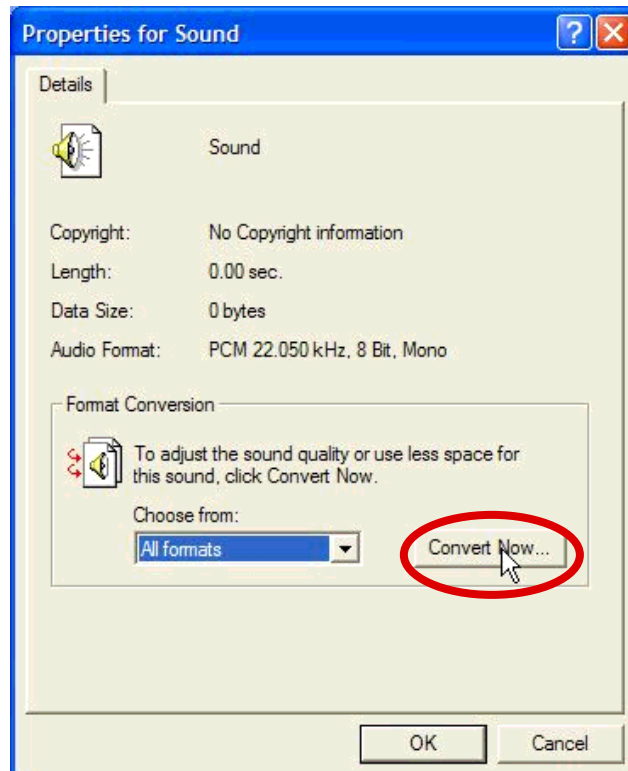 Properties for Sound
Details
Sound
Copyright: No Copyright information
Length: 0.00 sec.
Data Size: 0 bytes
Audio Format: PCM 22.050 kHz, 8 Bit, Mono
Format Conversion
To adjust the sound quality or use less space for
this sound, click Convert Now.
Choose from:
All formats Convert Now...
OK Cancel